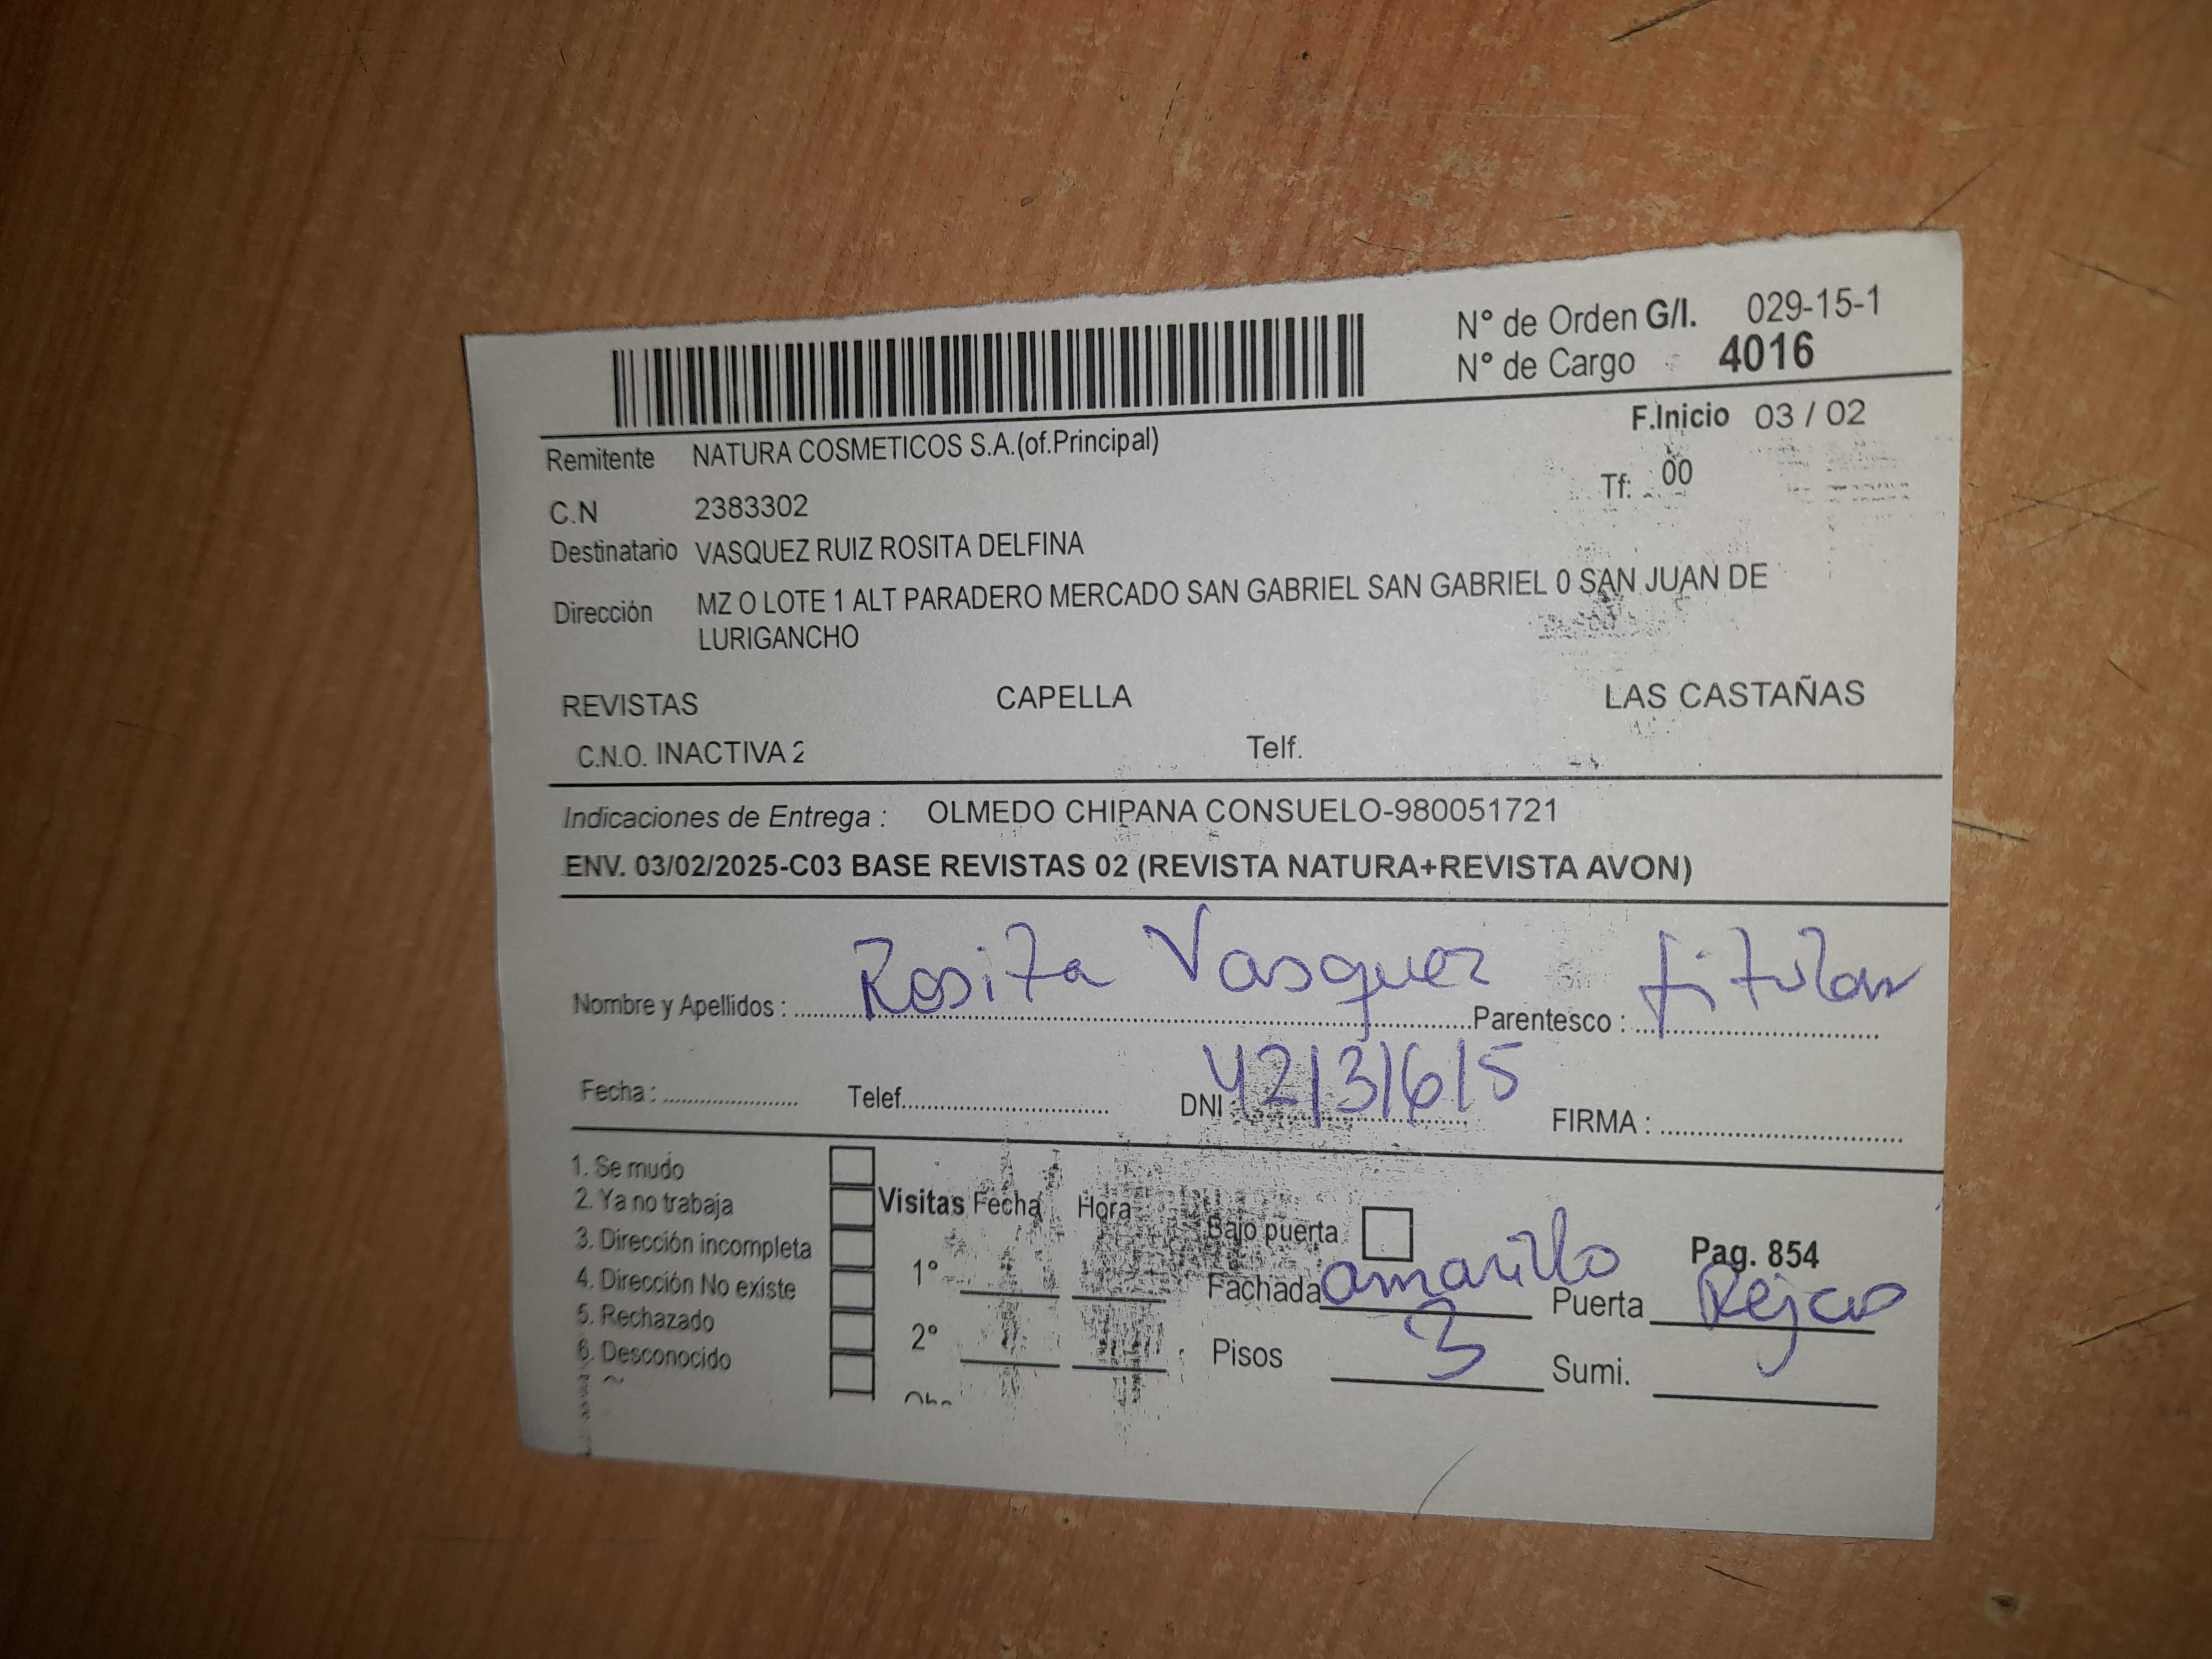 N° de Orden G/I. 029-15-1
N° de Cargo 4016
F.Inicio 03 / 02
Remitente NATURA COSMETICOS S.A.(of.Principal)
Tf: 00
C.N 2383302
Destinatario VASQUEZ RUIZ ROSITA DELFINA
Dirección MZ O LOTE 1 ALT PARADERO MERCADO SAN GABRIEL SAN GABRIEL 0 SAN JUAN DE
LURIGANCHO
REVISTAS CAPELLA LAS CASTAÑAS
C.N.O. INACTIVA 2 Telf.
Indicaciones de Entrega : OLMEDO CHIPANA CONSUELO-980051721
ENV. 03/02/2025-C03 BASE REVISTAS 02 (REVISTA NATURA+REVISTA AVON)
Nombre y Apellidos : Rosita Vasquez Parentesco : titular
Fecha : Telef. DNI 42131615 FIRMA :
1. Se mudo
2. Ya no trabaja
3. Dirección incompleta
4. Dirección No existe
5. Rechazado
6. Desconocido
Visitas Fecha Hora
1°
2°
Bajo puerta Pag. 854
Fachada amarillo Puerta
Pisos 3 Sumi.